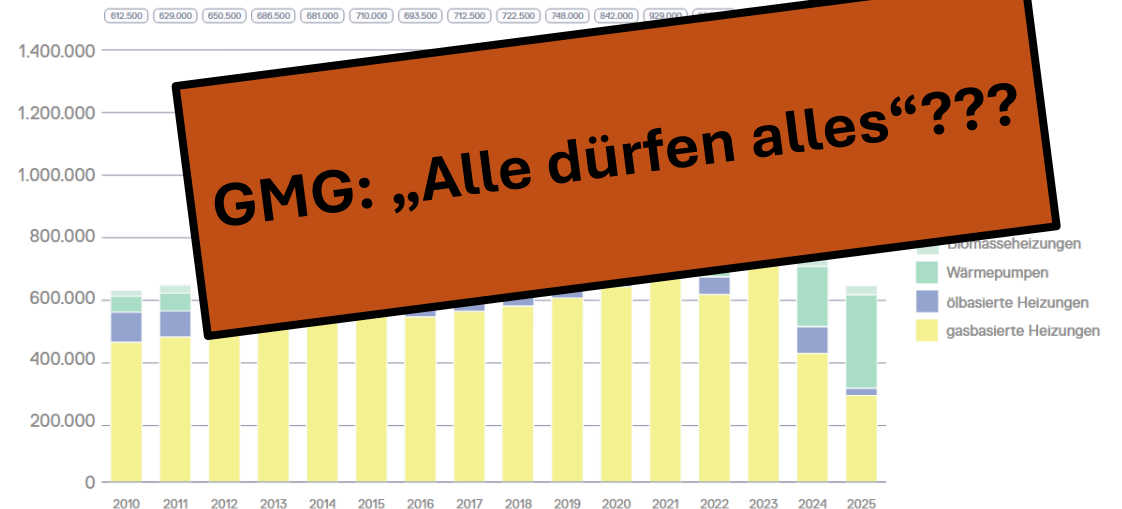 612.500 629.000 650.500 686.500 681.000 710.000 693.500 712.500 722.500 748.000 842.000 929.000
1.400.000
1.200.000
1.000.000
800.000
600.000
400.000
200.000
0
GMG: „Alle dürfen alles“???
Biomasseheizungen
Wärmepumpen
ölbasierte Heizungen
gasbasierte Heizungen
2010 2011 2012 2013 2014 2015 2016 2017 2018 2019 2020 2021 2022 2023 2024 2025